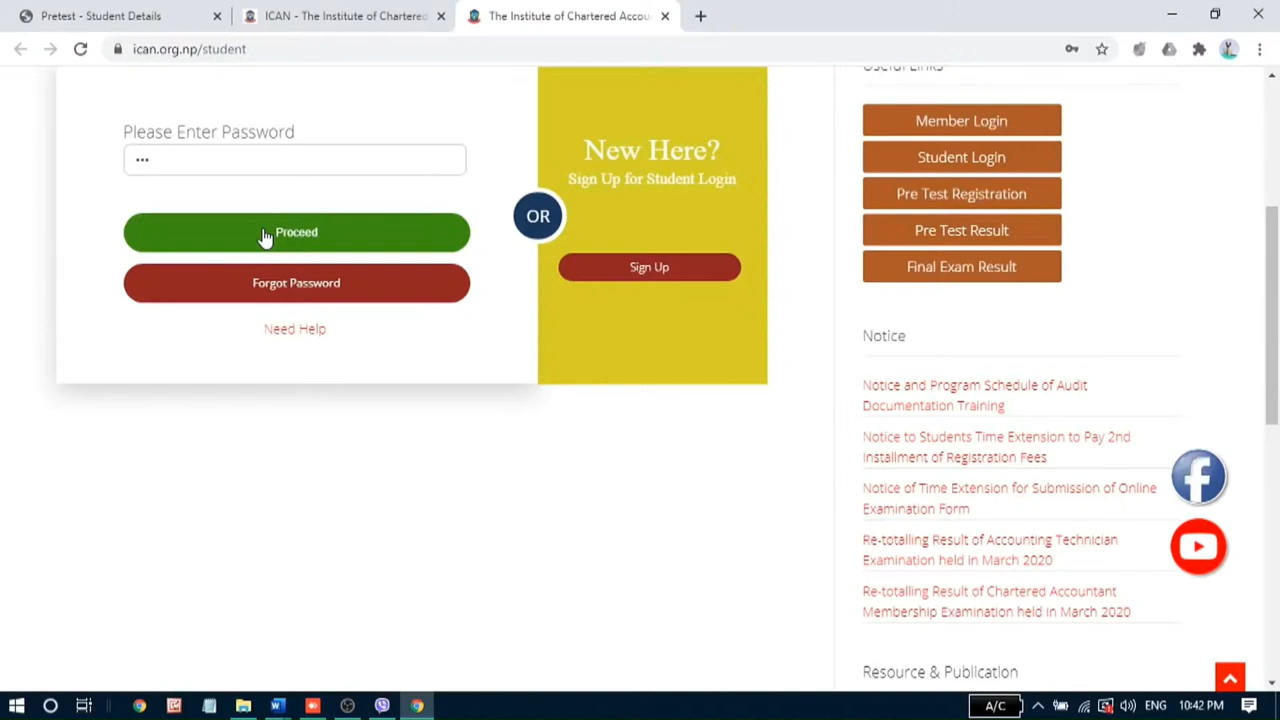 Pretest - Student Details
ICAN - The Institute of Chartered
The Institute of Chartered Accou
ican.org.np/student
Please Enter Password
•••
Proceed
Forgot Password
Need Help
OR
New Here?
Sign Up for Student Login
Sign Up
Useful Links
Member Login
Student Login
Pre Test Registration
Pre Test Result
Final Exam Result
Notice
Notice and Program Schedule of Audit
Documentation Training
Notice to Students Time Extension to Pay 2nd
Installment of Registration Fees
Notice of Time Extension for Submission of Online
Examination Form
Re-totalling Result of Accounting Technician
Examination held in March 2020
Re-totalling Result of Chartered Accountant
Membership Examination held in March 2020
Resource & Publication
A/C
ENG
10:42 PM